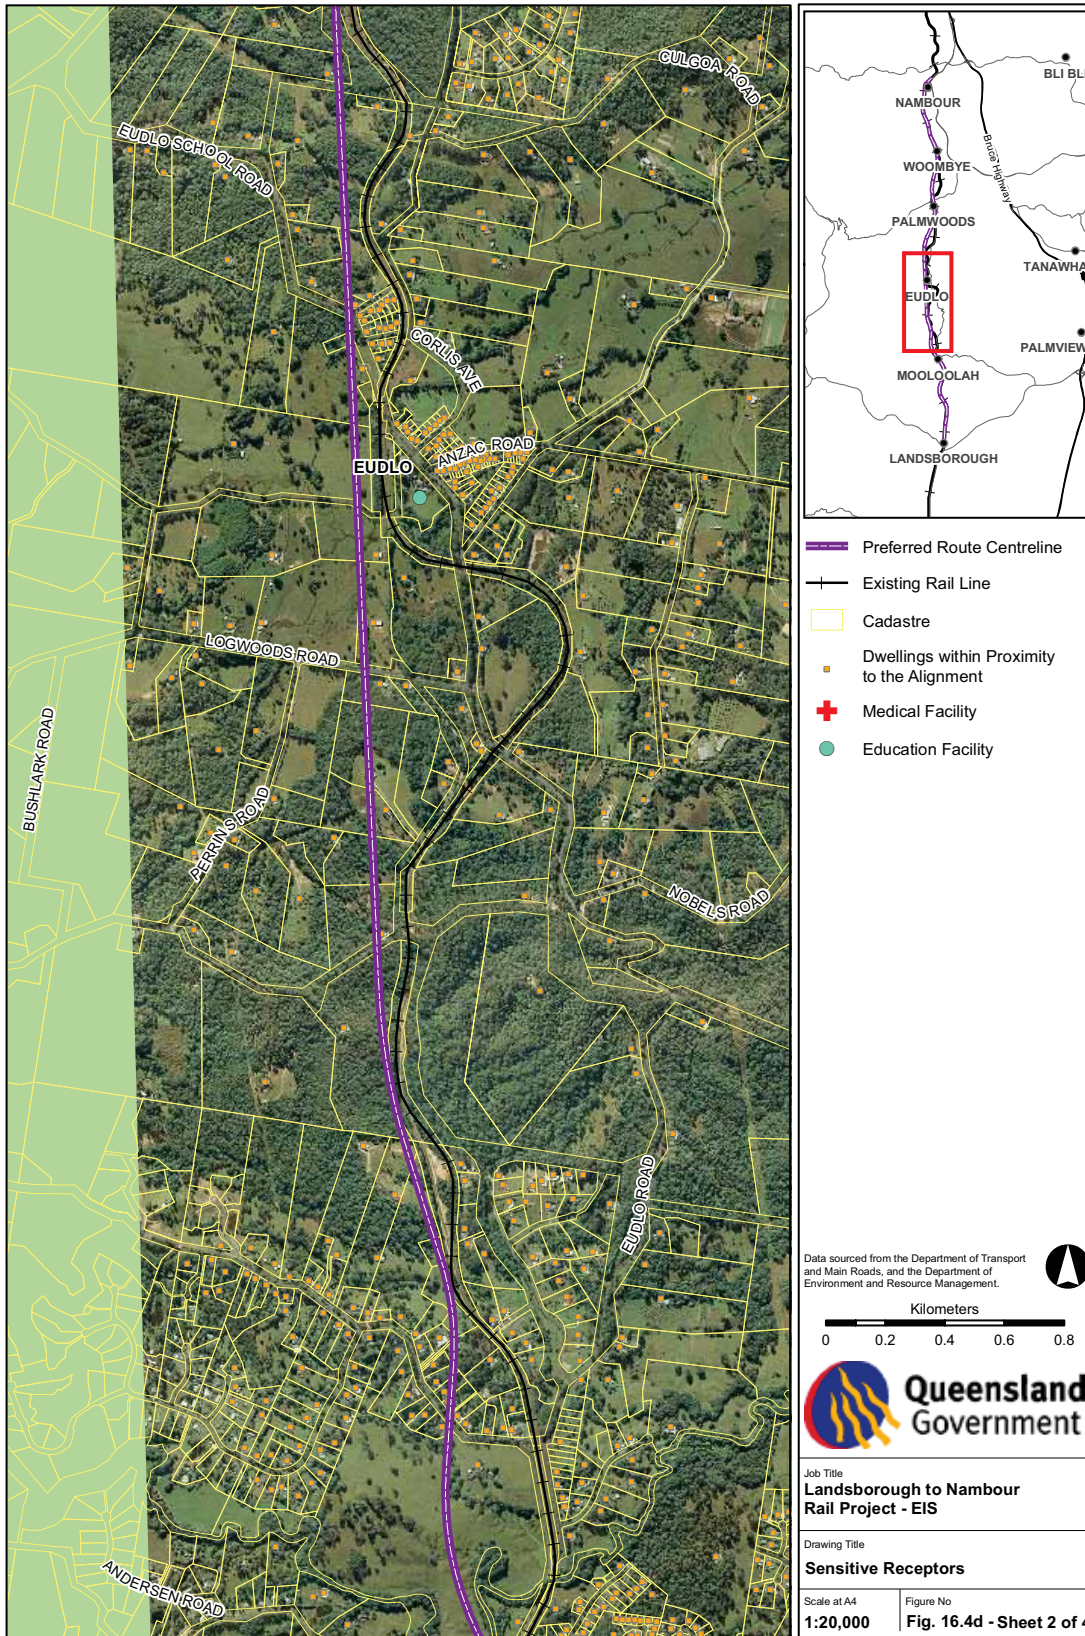 CULGOA ROAD
EUDLO SCHOOL ROAD
CORLIS AVE
ANZAC ROAD
EUDLO
LOGWOODS ROAD
BUSHLARK ROAD
PERRINS ROAD
NOBELS ROAD
EUDLO ROAD
ANDERSEN ROAD
BLI BLI
NAMBOUR
Bruce Highway
WOOMBYE
PALMWOODS
TANAWHA
EUDLO
PALMVIEW
MOOLOOLAH
LANDSBOROUGH
Preferred Route Centreline
Existing Rail Line
Cadastre
Dwellings within Proximity
to the Alignment
Medical Facility
Education Facility
Data sourced from the Department of Transport
and Main Roads, and the Department of
Environment and Resource Management.
Kilometers
0 0.2 0.4 0.6 0.8
Queensland
Government
Job Title
Landsborough to Nambour
Rail Project - EIS
Drawing Title
Sensitive Receptors
Scale at A4
1:20,000
Figure No
Fig. 16.4d - Sheet 2 of 4